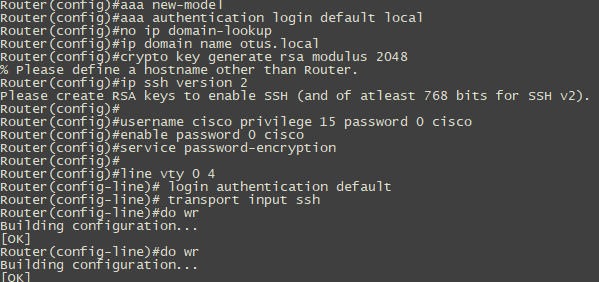 Router(config)#aaa new-model
Router(config)#aaa authentication login default local
Router(config)#no ip domain-lookup
Router(config)#ip domain name otus.local
Router(config)#crypto key generate rsa modulus 2048
% Please define a hostname other than Router.
Router(config)#ip ssh version 2
Please create RSA keys to enable SSH (and of atleast 768 bits for SSH v2).
Router(config)#
Router(config)#username cisco privilege 15 password 0 cisco
Router(config)#enable password 0 cisco
Router(config)#service password-encryption
Router(config)#
Router(config)#line vty 0 4
Router(config-line)# login authentication default
Router(config-line)# transport input ssh
Router(config-line)#do wr
Building configuration...
[OK]
Router(config-line)#do wr
Building configuration...
[OK]